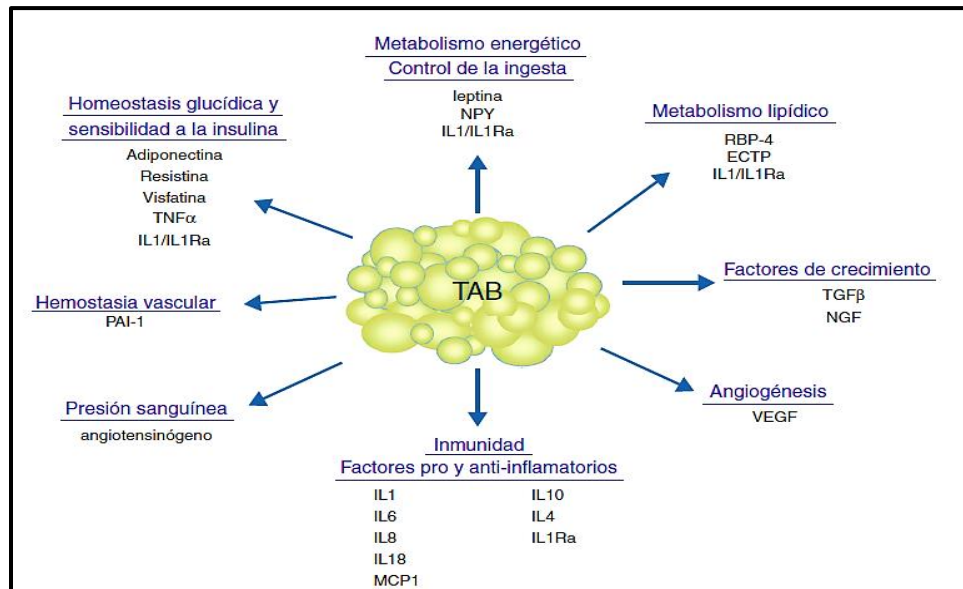 Metabolismo energético
Control de la ingesta
leptina
NPY
IL1/IL1Ra
Homeostasis glucídica y
sensibilidad a la insulina
Adiponectina
Resistina
Visfatina
TNFα
IL1/IL1Ra
Metabolismo lipídico
RBP-4
ECTP
IL1/IL1Ra
TAB
Hemostasia vascular
PAI-1
Factores de crecimiento
TGFβ
NGF
Presión sanguínea
angiotensinógeno
Angiogénesis
VEGF
Inmunidad
Factores pro y anti-inflamatorios
IL1
IL6
IL8
IL18
MCP1
IL10
IL4
IL1Ra